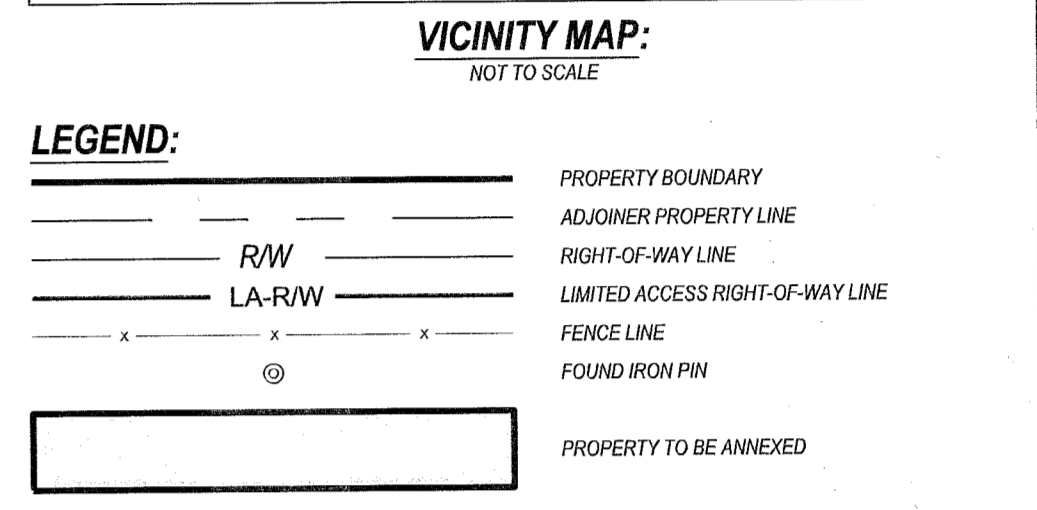 VICINITY MAP:
NOT TO SCALE
LEGEND:
PROPERTY BOUNDARY
ADJOINER PROPERTY LINE
R/W RIGHT-OF-WAY LINE
LA-R/W LIMITED ACCESS RIGHT-OF-WAY LINE
x x x FENCE LINE
FOUND IRON PIN
PROPERTY TO BE ANNEXED